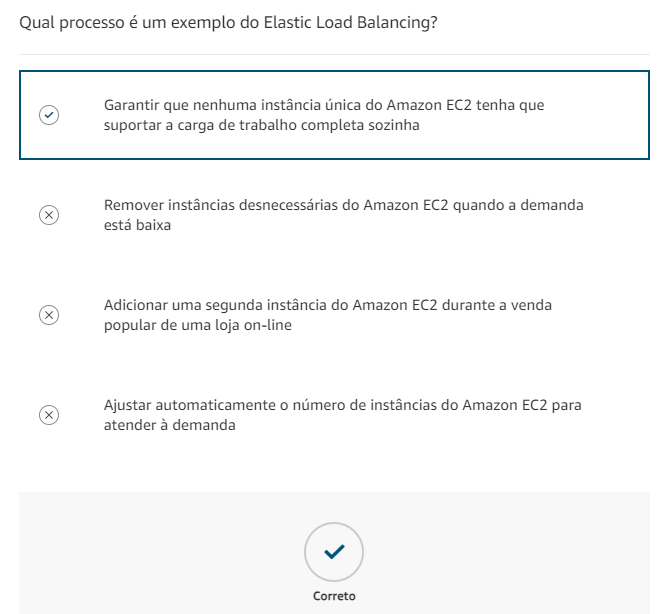 Qual processo é um exemplo do Elastic Load Balancing?
Garantir que nenhuma instância única do Amazon EC2 tenha que
suportar a carga de trabalho completa sozinha
Remover instâncias desnecessárias do Amazon EC2 quando a demanda
está baixa
Adicionar uma segunda instância do Amazon EC2 durante a venda
popular de uma loja on-line
Ajustar automaticamente o número de instâncias do Amazon EC2 para
atender à demanda
Correto